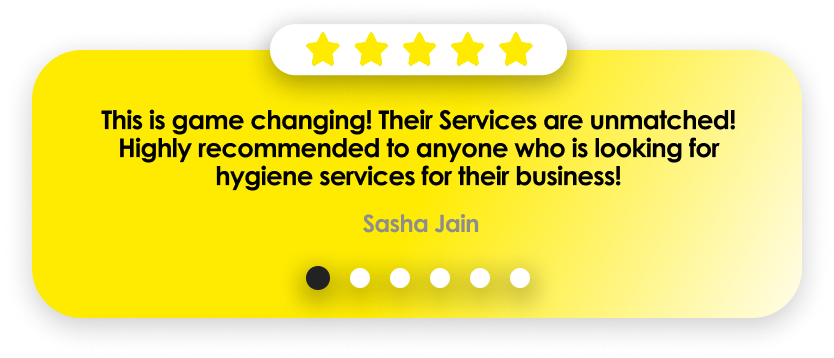 This is game changing! Their Services are unmatched!
Highly recommended to anyone who is looking for
hygiene services for their business!
Sasha Jain